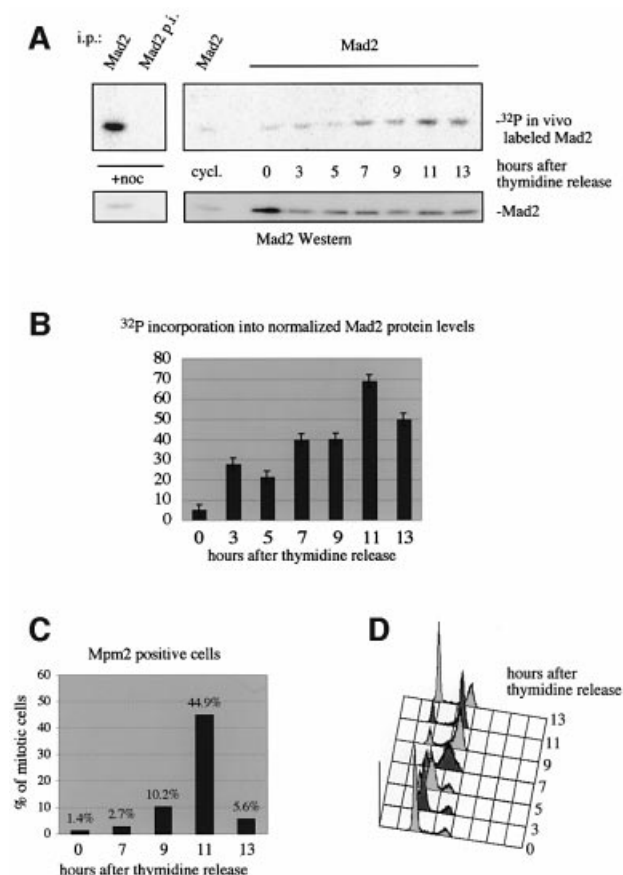 A
i.p.: Mad2 Mad2 p.i. Mad2 Mad2
-32P in vivo
labeled Mad2
+noc cycl. 0 3 5 7 9 11 13 hours after
thymidine release
-Mad2
Mad2 Western
B
32P incorporation into normalized Mad2 protein levels
80
70
60
50
40
30
20
10
0
0 3 5 7 9 11 13
hours after thymidine release
C
Mpm2 positive cells
% of mitotic cells
60
50
40
30
20
10
0
1.4% 2.7% 10.2% 44.9% 5.6%
0 7 9 11 13
hours after thymidine release
D
hours after
thymidine release
13
11
9
7
5
3
0